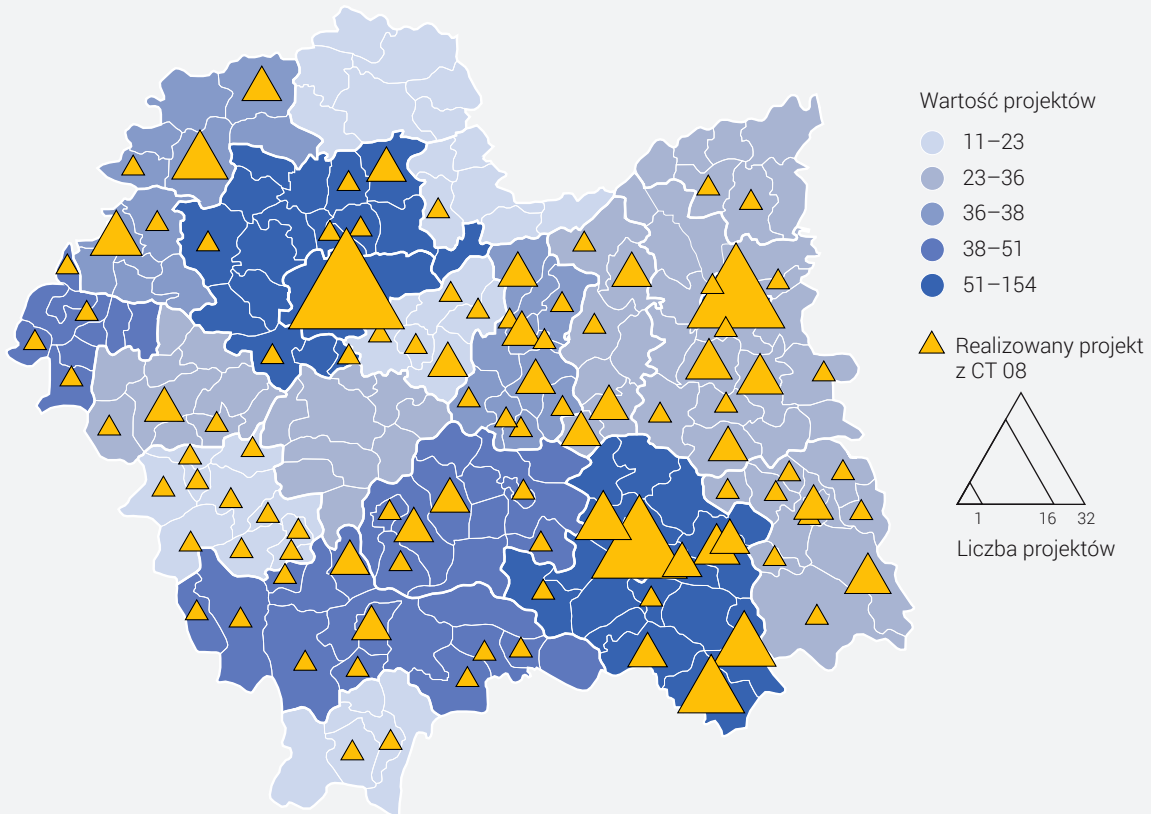 Wartość projektów
11–23
23–36
36–38
38–51
51–154
Realizowany projekt
z CT 08
1 16 32
Liczba projektów